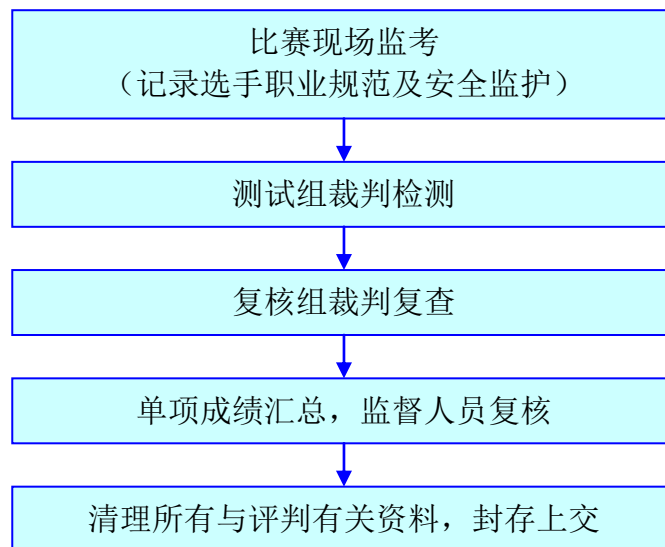 比赛现场监考
（记录选手职业规范及安全监护）
测试组裁判检测
复核组裁判复查
单项成绩汇总，监督人员复核
清理所有与评判有关资料，封存上交